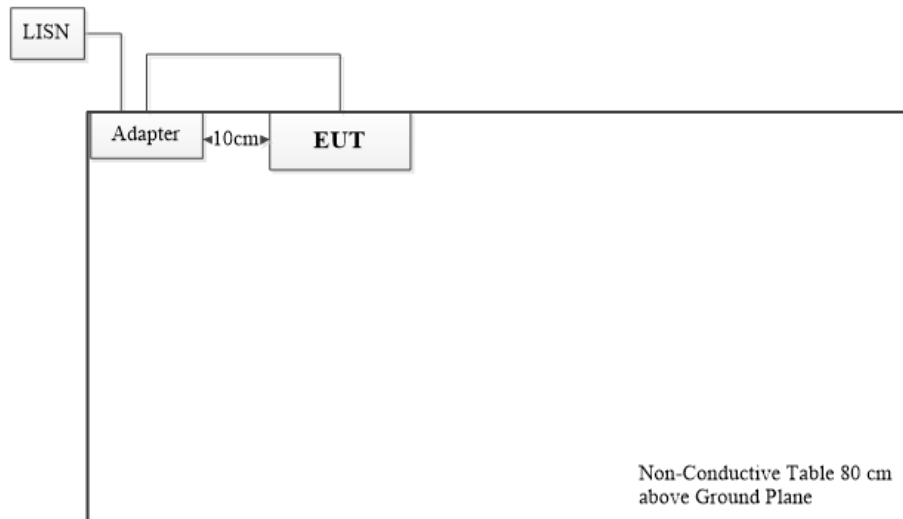 LISN
Adapter
10cm
EUT
Non-Conductive Table 80 cm
above Ground Plane